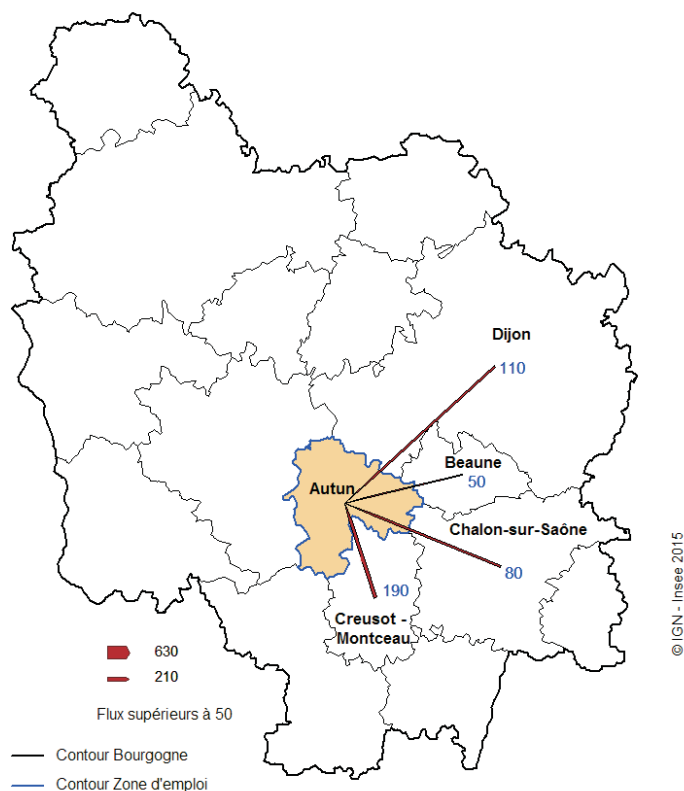 Dijon
110
Beaune
50
Autun
Chalon-sur-Saône
80
190
Creusot -
Montceau
630
210
Flux supérieurs à 50
Contour Bourgogne
Contour Zone d'emploi
© IGN - Insee 2015